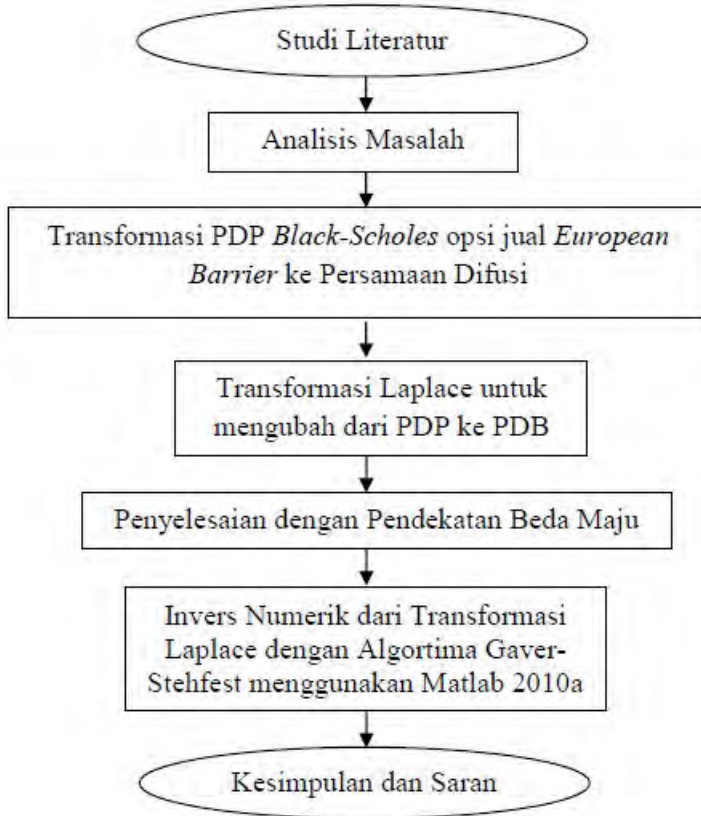 Studi Literatur
Analisis Masalah
Transformasi PDP Black-Scholes opsi jual European
Barrier ke Persamaan Difusi
Transformasi Laplace untuk
mengubah dari PDP ke PDB
Penyelesaian dengan Pendekatan Beda Maju
Invers Numerik dari Transformasi
Laplace dengan Algortima Gaver-
Stehfest menggunakan Matlab 2010a
Kesimpulan dan Saran